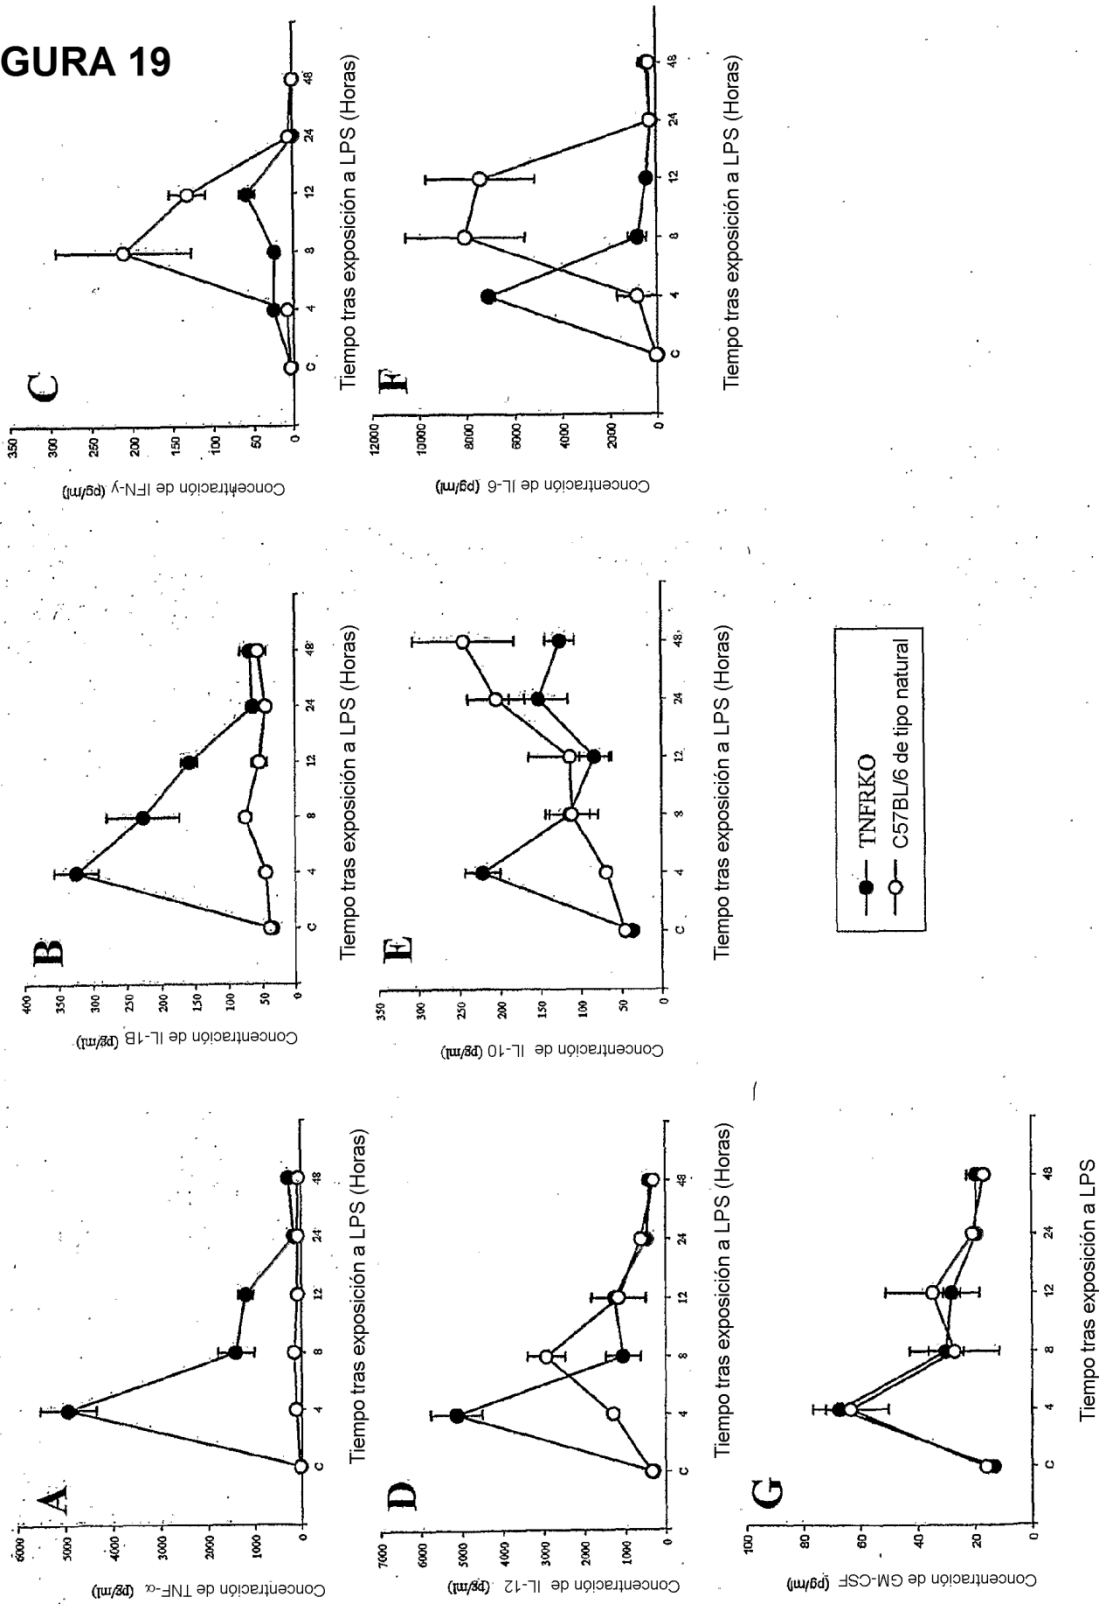 GURA 19
A
Concentración de TNF-α (pg/ml)
6000
5000
4000
3000
2000
1000
0
C 4 8 12 24 48
Tiempo tras exposición a LPS (Horas)
B
Concentración de IL-1B (pg/ml)
400
350
300
250
200
150
100
50
0
C 4 8 12 24 48
Tiempo tras exposición a LPS (Horas)
C
Concentración de IFN-y (pg/ml)
350
300
250
200
150
100
50
0
C 4 8 12 24 48
Tiempo tras exposición a LPS (Horas)
D
Concentración de IL-12 (pg/ml)
7000
6000
5000
4000
3000
2000
1000
0
C 4 8 12 24 48
Tiempo tras exposición a LPS (Horas)
E
Concentración de IL-10 (pg/ml)
350
300
250
200
150
100
50
0
C 4 8 12 24 48
Tiempo tras exposición a LPS (Horas)
F
Concentración de IL-6 (pg/ml)
12000
10000
8000
6000
4000
2000
0
C 4 8 12 24 48
Tiempo tras exposición a LPS (Horas)
G
Concentración de GM-CSF (pg/ml)
100
80
60
40
20
0
C 4 8 12 24 48
Tiempo tras exposición a LPS
TNFRKO
C57BL/6 de tipo natural